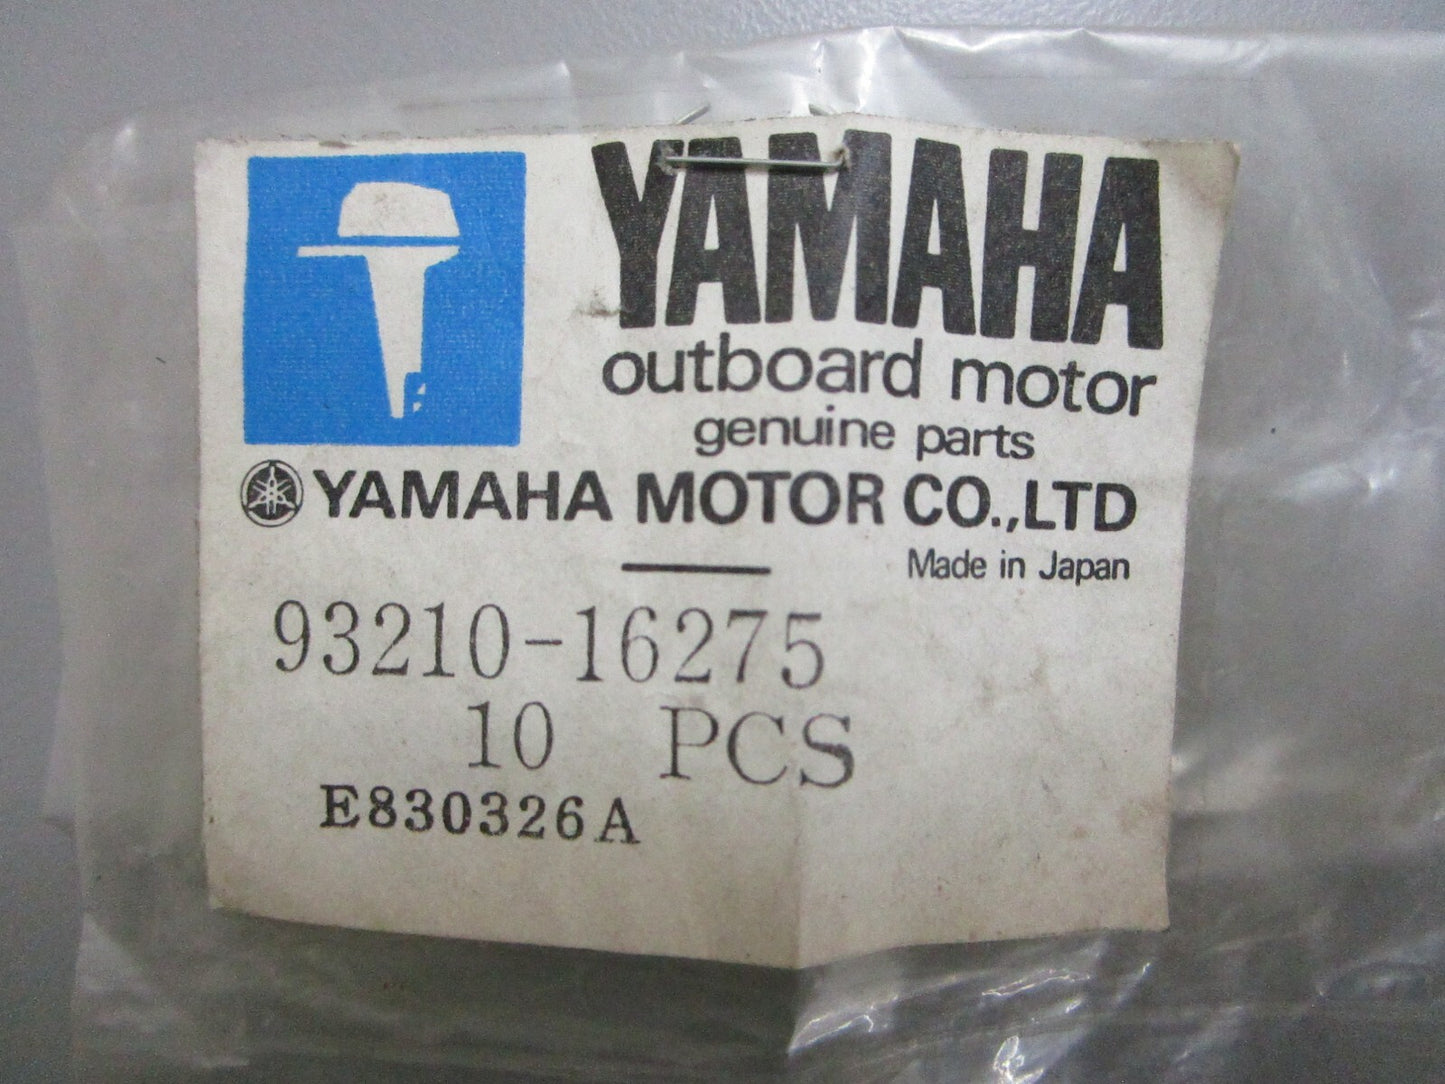 YAMAHA
outboard motor
genuine parts
YAMAHA MOTOR CO.,LTD
Made in Japan
93210-16275
10 PCS
E830326A